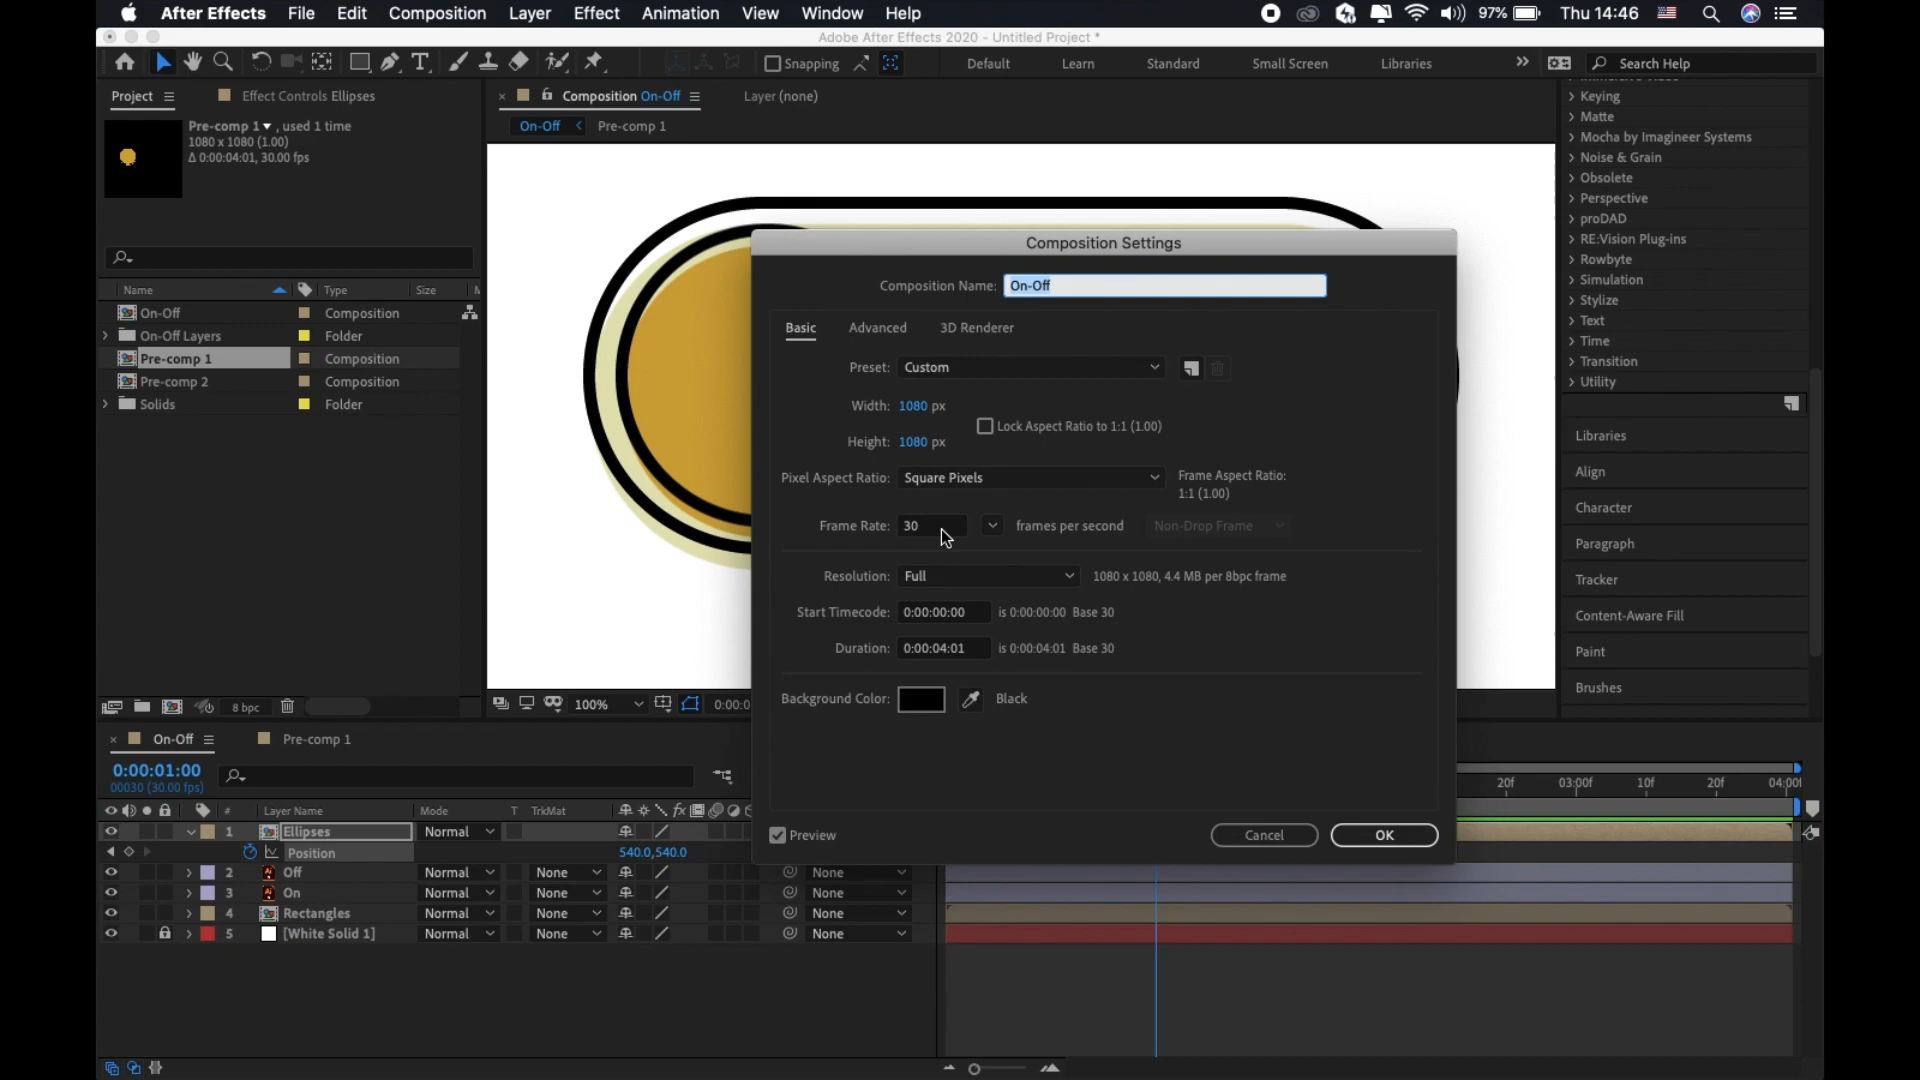 After Effects File Edit Composition Layer Effect Animation View Window Help 97% Thu 14:46
Adobe After Effects 2020 - Untitled Project *
Snapping Default Learn Standard Small Screen Libraries Search Help
Project Effect Controls Ellipses
Composition On-Off Layer (none)
On-Off Pre-comp 1
Pre-comp 1, used 1 time
1080 x 1080 (1.00)
Δ 0:00:04:01, 30.00 fps
Name Type Size
On-Off Composition
On-Off Layers Folder
Pre-comp 1 Composition
Pre-comp 2 Composition
Solids Folder
8 bpc
100% 0:00:0
Composition Settings
Composition Name: On-Off
Basic Advanced 3D Renderer
Preset: Custom
Width: 1080 px
Lock Aspect Ratio to 1:1 (1.00)
Height: 1080 px
Pixel Aspect Ratio: Square Pixels Frame Aspect Ratio:
1:1 (1.00)
Frame Rate: 30 frames per second Non-Drop Frame
Resolution: Full 1080 x 1080, 4.4 MB per 8bpc frame
Start Timecode: 0:00:00:00 is 0:00:00:00 Base 30
Duration: 0:00:04:01 is 0:00:04:01 Base 30
Background Color: Black
Preview Cancel OK
Keying
Matte
Mocha by Imagineer Systems
Noise & Grain
Obsolete
Perspective
proDAD
RE:Vision Plug-ins
Rowbyte
Simulation
Stylize
Text
Time
Transition
Utility
Libraries
Align
Character
Paragraph
Tracker
Content-Aware Fill
Paint
Brushes
On-Off Pre-comp 1
0:00:01:00
00030 (30.00 fps)
20f 03:00f 10f 20f 04:00f
# Layer Name Mode T TrkMat
1 Ellipses Normal
Position 540.0,540.0
2 Off Normal None None
3 On Normal None None
4 Rectangles Normal None None
5 [White Solid 1] Normal None None